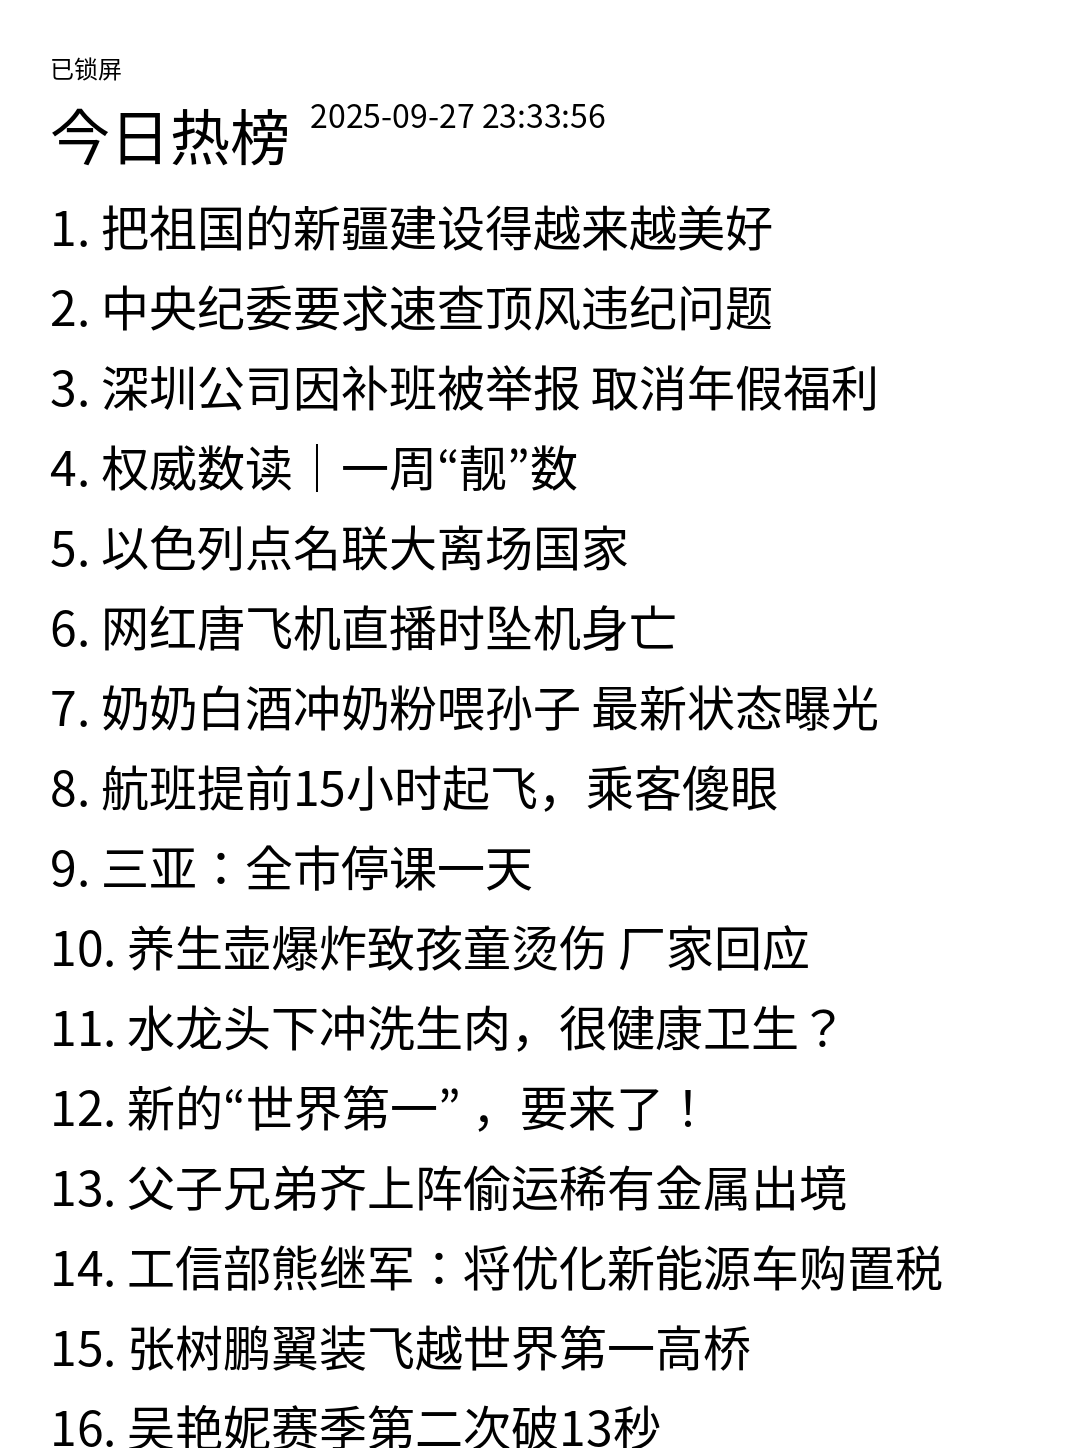 已锁屏
今日热榜 2025-09-27 23:33:56
1. 把祖国的新疆建设得越来越美好
2. 中央纪委要求速查顶风违纪问题
3. 深圳公司因补班被举报 取消年假福利
4. 权威数读｜一周“靓”数
5. 以色列点名联大离场国家
6. 网红唐飞机直播时坠机身亡
7. 奶奶白酒冲奶粉喂孙子 最新状态曝光
8. 航班提前15小时起飞，乘客傻眼
9. 三亚：全市停课一天
10. 养生壶爆炸致孩童烫伤 厂家回应
11. 水龙头下冲洗生肉，很健康卫生？
12. 新的“世界第一” ，要来了！
13. 父子兄弟齐上阵偷运稀有金属出境
14. 工信部熊继军：将优化新能源车购置税
15. 张树鹏翼装飞越世界第一高桥
16. 吴艳妮赛季第二次破13秒